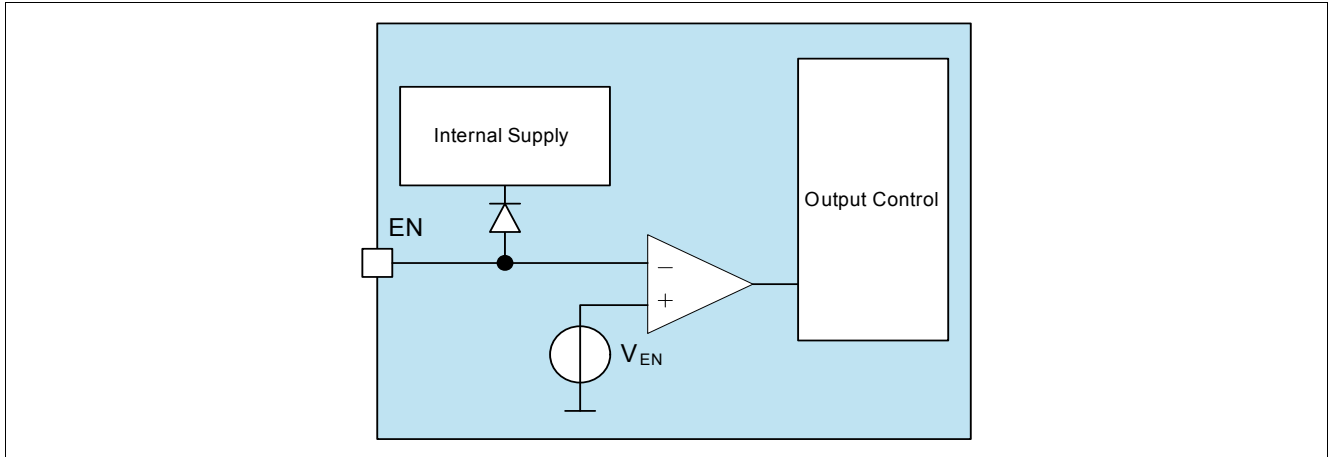 Internal Supply
Output Control
EN
−
+
VEN